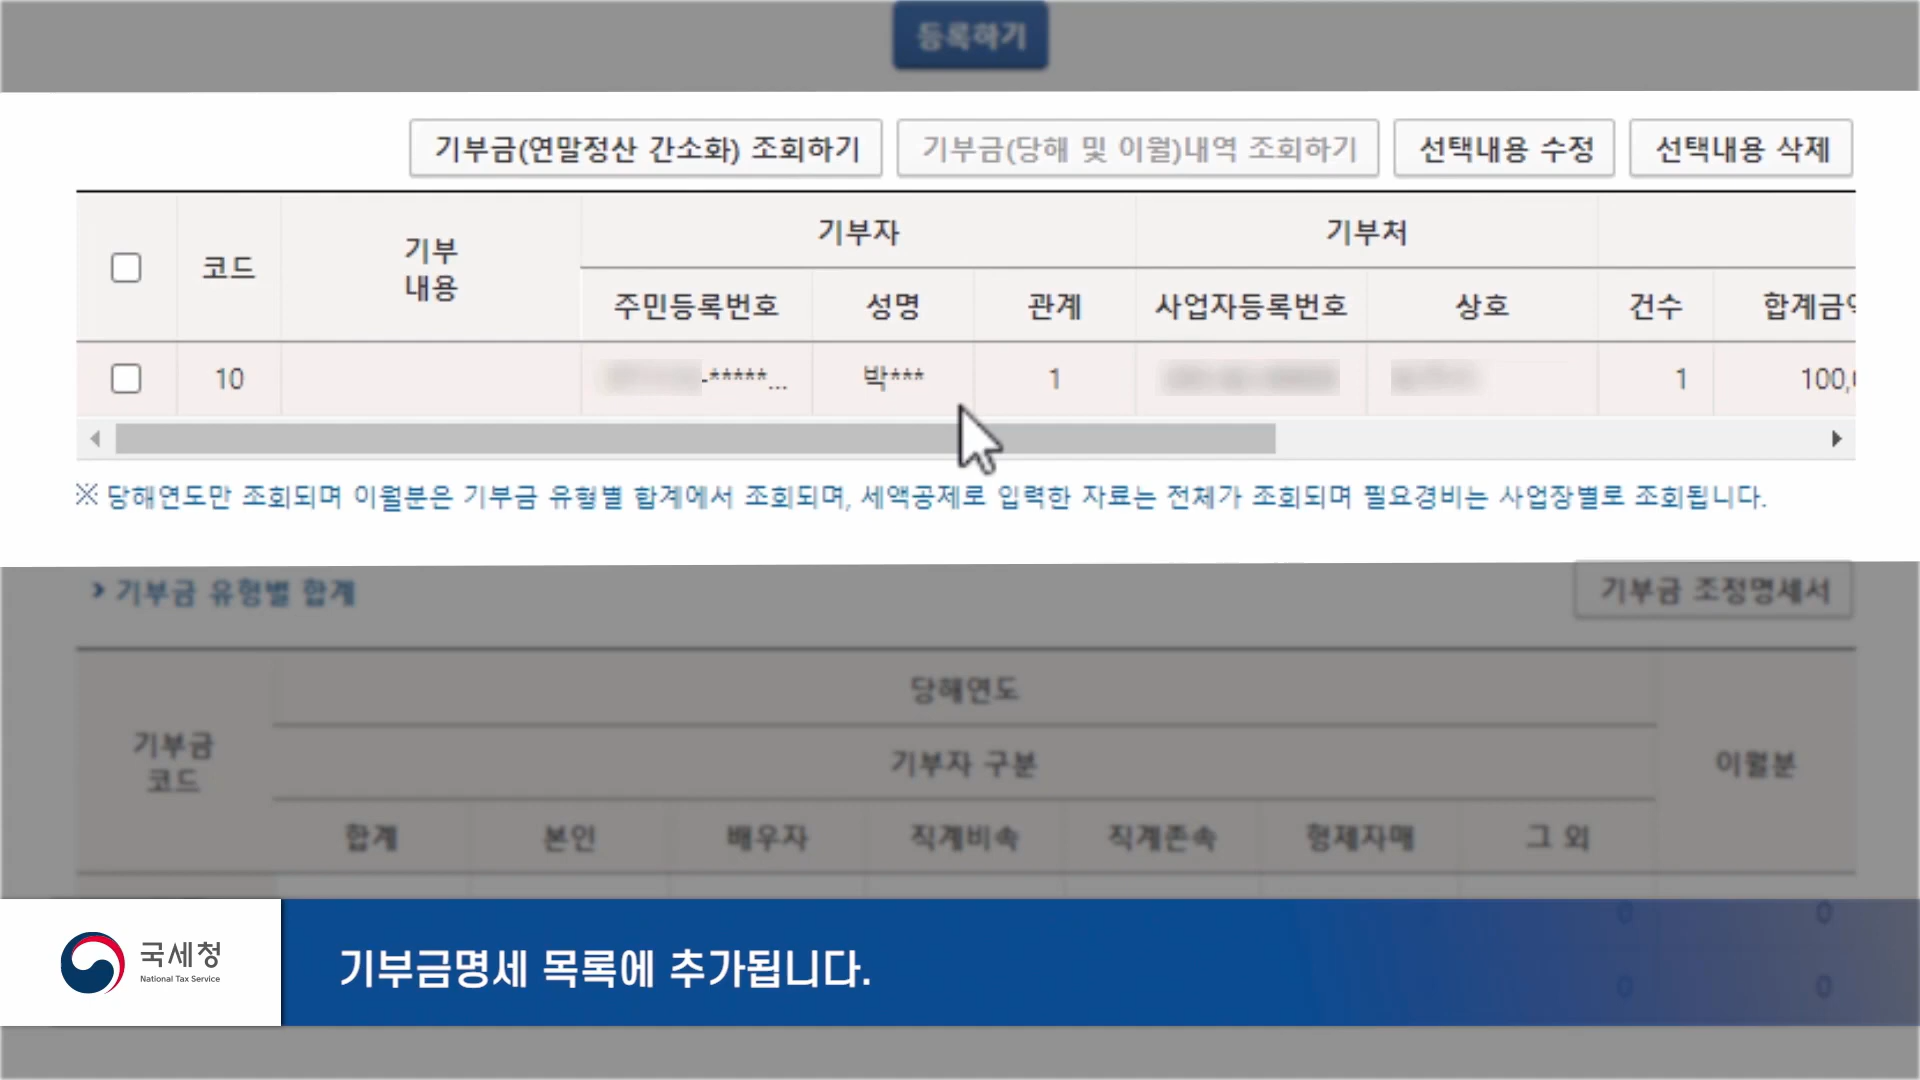 등록하기
기부금(연말정산 간소화) 조회하기 기부금(당해 및 이월)내역 조회하기 선택내용 수정 선택내용 삭제
코드 기부 내용 기부자 기부처
주민등록번호 성명 관계 사업자등록번호 상호 건수 합계금
10 -*****... 박*** 1 1 100,
※ 당해연도만 조회되며 이월분은 기부금 유형별 합계에서 조회되며, 세액공제로 입력한 자료는 전체가 조회되며 필요경비는 사업장별로 조회됩니다.
기부금 유형별 합계 기부금 조정명세서
기부금 코드 당해연도 이월분
기부자 구분
합계 본인 배우자 직계비속 직계존속 형제자매 그 외
0 0
0 0
국세청
National Tax Service
기부금명세 목록에 추가됩니다.